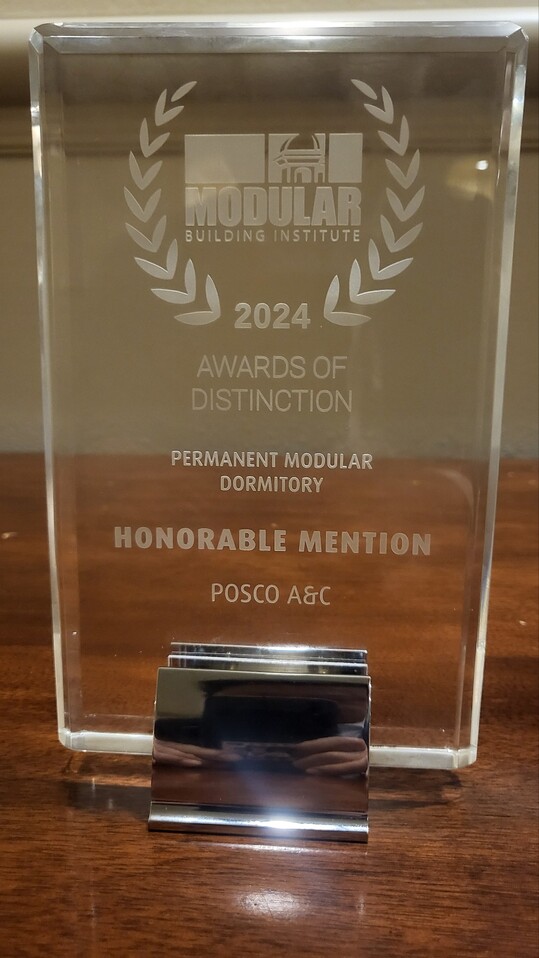 MODULAR
BUILDING INSTITUTE
2024
AWARDS OF
DISTINCTION
PERMANENT MODULAR
DORMITORY
HONORABLE MENTION
POSCO A&C